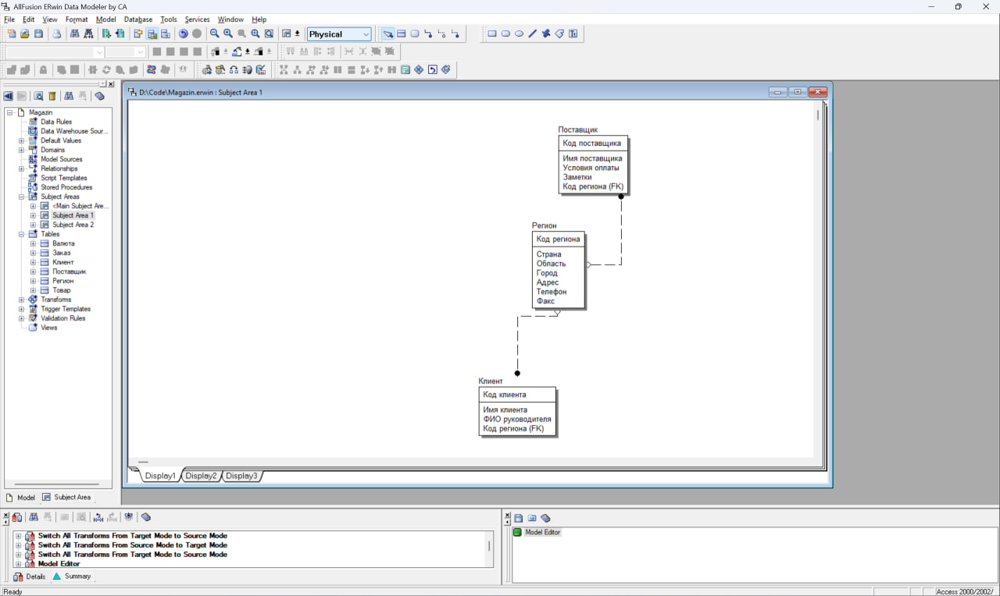 AllFusion ERwin Data Modeler by CA
File Edit View Format Model Database Tools Services Window Help
Physical
D:\Code\Magazin.erwin : Subject Area 1
Magazin
Data Rules
Data Warehouse Sour...
Default Values
Domains
Model Sources
Relationships
Script Templates
Stored Procedures
Subject Areas
<Main Subject Are...
Subject Area 1
Subject Area 2
Tables
Валюта
Заказ
Клиент
Поставщик
Регион
Товар
Transforms
Trigger Templates
Validation Rules
Views
Model Subject Area
Поставщик
Код поставщика
Имя поставщика
Условия оплаты
Заметки
Код региона (FK)
Регион
Код региона
Страна
Область
Город
Адрес
Телефон
Факс
Клиент
Код клиента
Имя клиента
ФИО руководителя
Код региона (FK)
Display1 Display2 Display3
Switch All Transforms From Target Mode to Source Mode
Switch All Transforms From Source Mode to Target Mode
Switch All Transforms From Target Mode to Source Mode
Model Editor
Details Summary
Model Editor
Ready
Access 2000/2002/